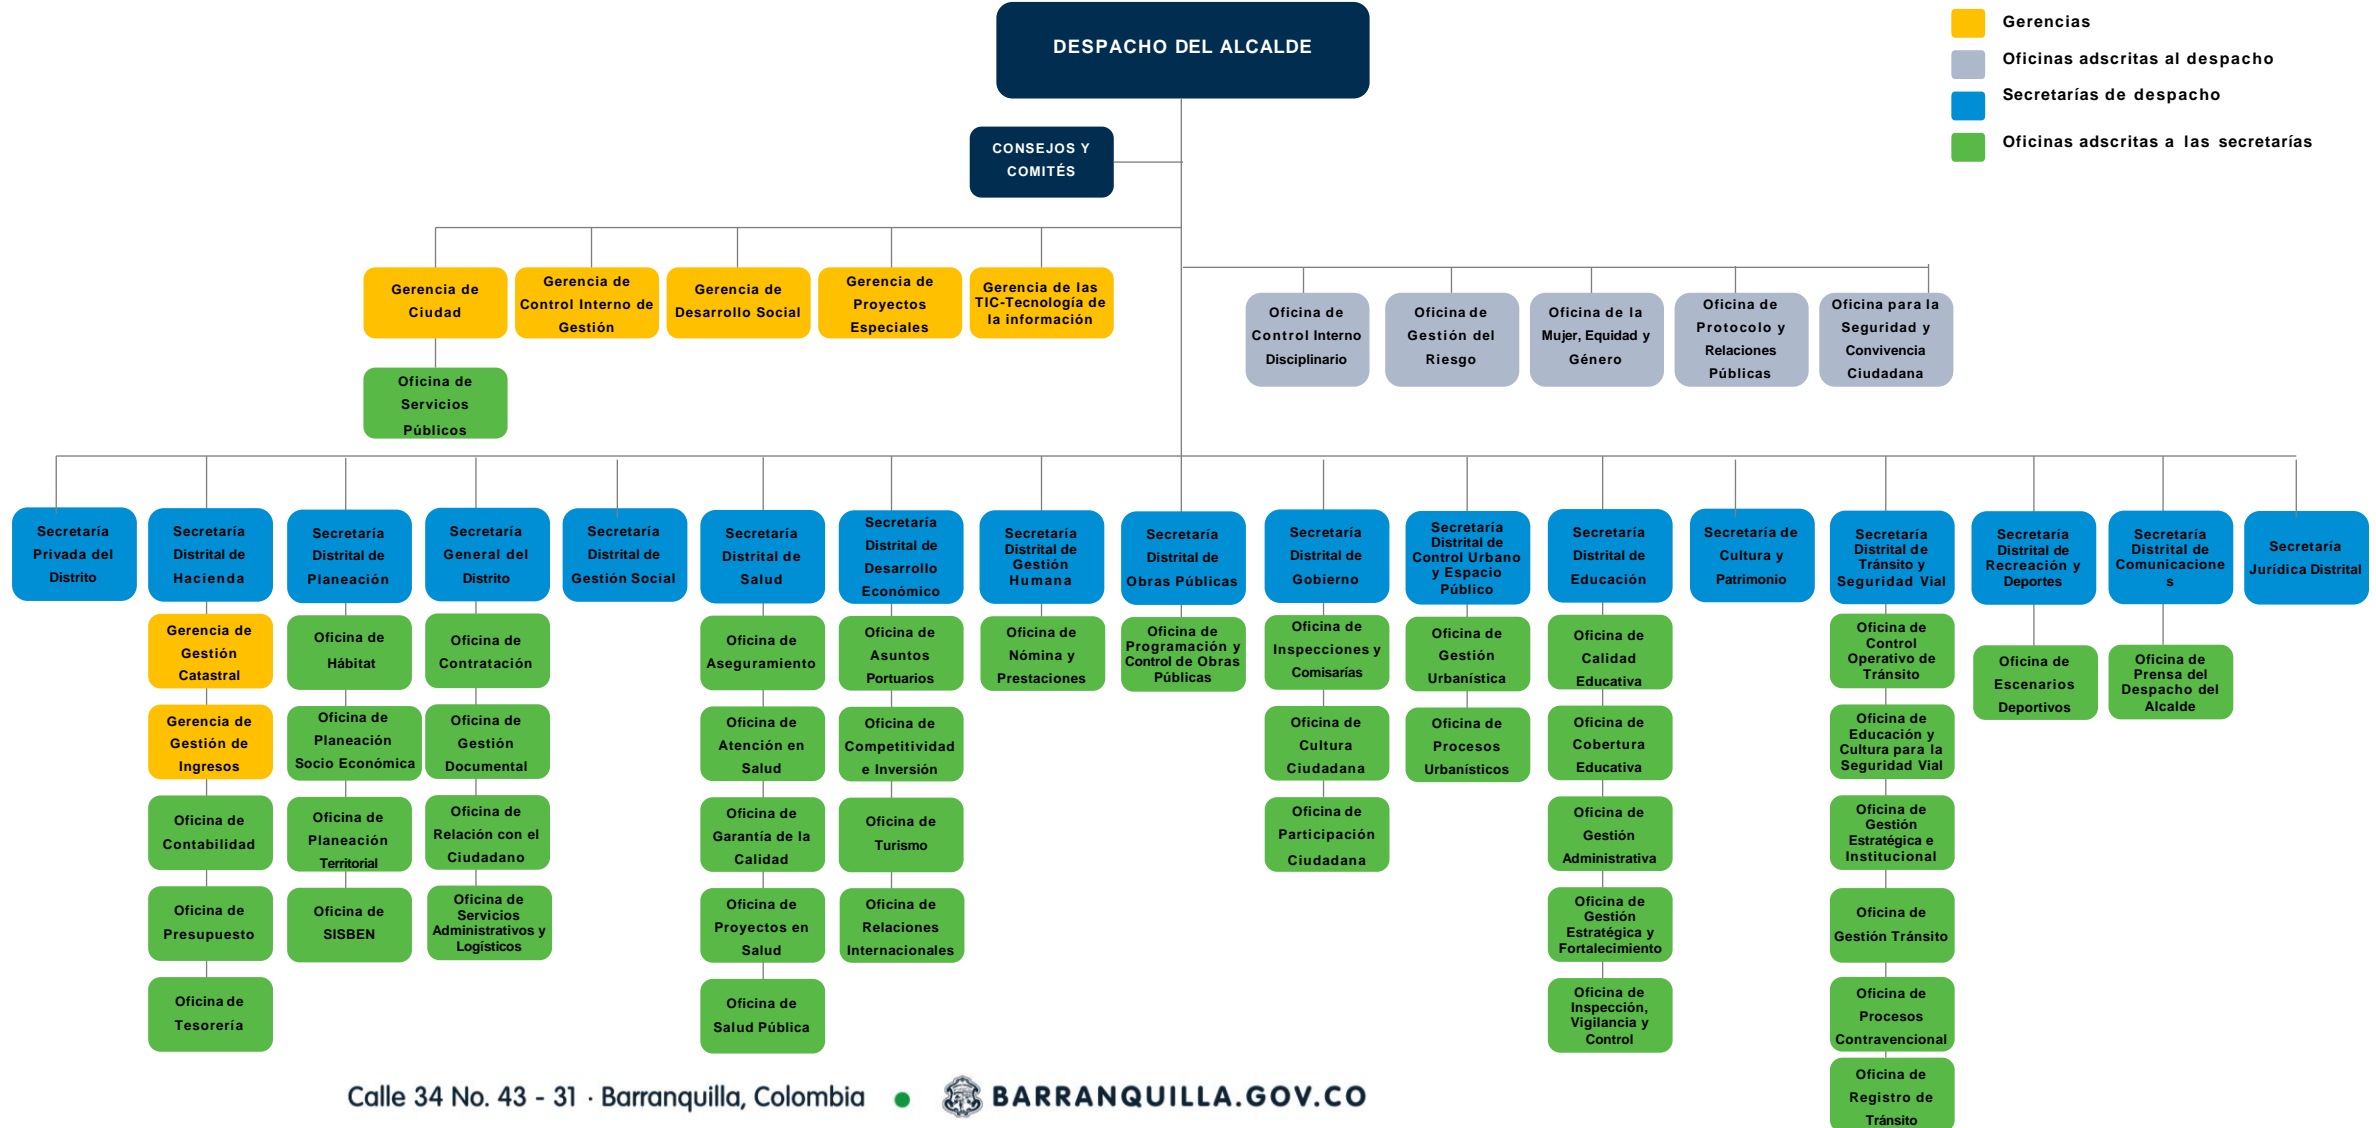 DESPACHO DEL ALCALDE
Gerencias
Oficinas adscritas al despacho
Secretarías de despacho
Oficinas adscritas a las secretarías
CONSEJOS Y
COMITÉS
Gerencia de
Ciudad
Gerencia de
Control Interno de
Gestión
Gerencia de
Desarrollo Social
Gerencia de
Proyectos
Especiales
Gerencia de las
TIC-Tecnología de
la información
Oficina de
Control Interno
Disciplinario
Oficina de
Gestión del
Riesgo
Oficina de la
Mujer, Equidad y
Género
Oficina de
Protocolo y
Relaciones
Públicas
Oficina para la
Seguridad y
Convivencia
Ciudadana
Oficina de
Servicios
Públicos
Secretaría
Privada del
Distrito
Secretaría
Distrital de
Hacienda
Secretaría
Distrital de
Planeación
Secretaría
General del
Distrito
Secretaría
Distrital de
Gestión Social
Secretaría
Distrital de
Salud
Secretaría
Distrital de
Desarrollo
Económico
Secretaría
Distrital de
Gestión
Humana
Secretaría
Distrital de
Obras Públicas
Secretaría
Distrital de
Gobierno
Secretaría
Distrital de
Control Urbano
y Espacio
Público
Secretaría
Distrital de
Educación
Secretaría de
Cultura y
Patrimonio
Secretaría
Distrital de
Tránsito y
Seguridad Vial
Secretaría
Distrital de
Recreación y
Deportes
Secretaría
Distrital de
Comunicacione
s
Secretaría
Jurídica Distrital
Gerencia de
Gestión
Catastral
Gerencia de
Gestión de
Ingresos
Oficina de
Contabilidad
Oficina de
Presupuesto
Oficina de
Tesorería
Oficina de
Hábitat
Oficina de
Planeación
Socio Económica
Oficina de
Planeación
Territorial
Oficina de
SISBEN
Oficina de
Contratación
Oficina de
Gestión
Documental
Oficina de
Relación con el
Ciudadano
Oficina de
Servicios
Administrativos y
Logísticos
Oficina de
Aseguramiento
Oficina de
Atención en
Salud
Oficina de
Garantía de la
Calidad
Oficina de
Proyectos en
Salud
Oficina de
Salud Pública
Oficina de
Asuntos
Portuarios
Oficina de
Competitividad
e Inversión
Oficina de
Turismo
Oficina de
Relaciones
Internacionales
Oficina de
Nómina y
Prestaciones
Oficina de
Programación y
Control de Obras
Públicas
Oficina de
Inspecciones y
Comisarías
Oficina de
Cultura
Ciudadana
Oficina de
Participación
Ciudadana
Oficina de
Gestión
Urbanística
Oficina de
Procesos
Urbanísticos
Oficina de
Calidad
Educativa
Oficina de
Cobertura
Educativa
Oficina de
Gestión
Administrativa
Oficina de
Gestión
Estratégica y
Fortalecimiento
Oficina de
Inspección,
Vigilancia y
Control
Oficina de
Control
Operativo de
Tránsito
Oficina de
Educación y
Cultura para la
Seguridad Vial
Oficina de
Gestión
Estratégica e
Institucional
Oficina de
Gestión Tránsito
Oficina de
Procesos
Contravencional
Oficina de
Registro de
Tránsito
Oficina de
Escenarios
Deportivos
Oficina de
Prensa del
Despacho del
Alcalde
Calle 34 No. 43 - 31 · Barranquilla, Colombia • BARRANQUILLA.GOV.CO